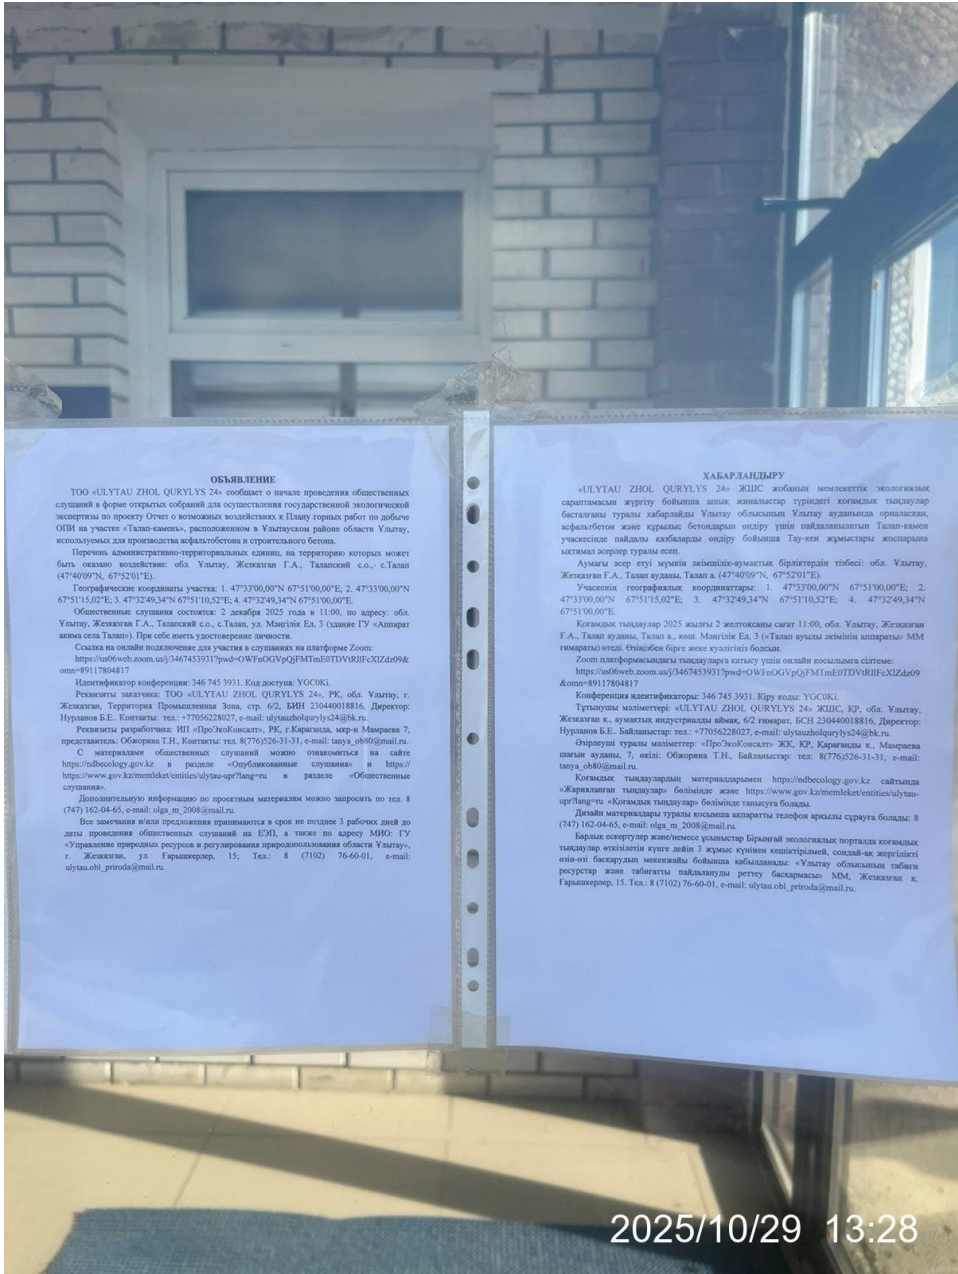 ОБЪЯВЛЕНИЕ
ТОО «ULYTAU ZHOL QURYLYS 24» сообщает о начале проведения общественных
слушаний в форме открытых собраний для осуществления государственной экологической
экспертизы по проекту Отчет о возможных воздействиях к Плану горных работ по добыче
ОПИ на участке «Талап-камень», расположенном в Ұлытауском районе области Ұлытау,
используемых для производства асфальтобетона и строительного бетона.
Перечень административно-территориальных единиц, на территорию которых может
быть оказано воздействие: обл. Ұлытау, Жезказган Г.А., Талапский с.о., с.Талап
(47°40'09"N, 67°52'01"E).
Географические координаты участка: 1. 47°33'00,00"N 67°51'00,00"E; 2. 47°33'00,00"N
67°51'15,02"E; 3. 47°32'49,34"N 67°51'10,52"E; 4. 47°32'49,34"N 67°51'00,00"E.
Общественные слушания состоятся: 2 декабря 2025 года в 11:00, по адресу: обл.
Ұлытау, Жезказган Г.А., Талапский с.о., с.Талап, ул. Мәңгілік Ел, 3 (здание ГУ «Аппарат
акима села Талап»). При себе иметь удостоверение личности.
Ссылка на онлайн подключение для участия в слушаниях на платформе Zoom:
https://us06web.zoom.us/j/3467453931?pwd=OWFnOGVpQjFMTmE0TDVtRllFcXlZdz09&
omn=89117804817
Идентификатор конференции: 346 745 3931. Код доступа: YGC0Ki.
Реквизиты заказчика: ТОО «ULYTAU ZHOL QURYLYS 24», РК, обл. Ұлытау, г.
Жезказган, Территория Промышленная Зона, стр. 6/2, БИН 230440018816, Директор:
Нурланов Б.Е.. Контакты: тел.: +77056228027, e-mail: ulytauzholqurylys24@bk.ru.
Реквизиты разработчика: ИП «ПроЭкоКонсалт», РК, г.Караганда, мкр-н Мамраева 7,
представитель: Обжорина Т.Н., Контакты: тел. 8(776)526-31-31, e-mail: tanya_ob80@mail.ru.
С материалами общественных слушаний можно ознакомиться на сайте
https://ndbecology.gov.kz в разделе «Опубликованные слушания» и https://
https://www.gov.kz/memleket/entities/ulytau-upr?lang=ru в разделе «Общественные
слушания».
Дополнительную информацию по проектным материалам можно запросить по тел. 8
(747) 162-04-65, e-mail: olga_m_2008@mail.ru.
Все замечания и/или предложения принимаются в срок не позднее 3 рабочих дней до
даты проведения общественных слушаний на ЕЭП, а также по адресу МИО: ГУ
«Управление природных ресурсов и регулирования природопользования области Ұлытау»,
г. Жезказган, ул. Ғарышкерлер, 15; Тел.: 8 (7102) 76-60-01, e-mail:
ulytau.obl_priroda@mail.ru.
ХАБАРЛАНДЫРУ
«ULYTAU ZHOL QURYLYS 24» ЖШС жобаның мемлекеттік экологиялық
сараптамасын жүргізу бойынша ашық жиналыстар түріндегі қоғамдық тыңдаулар
басталғаны туралы хабарлайды Ұлытау облысының Ұлытау ауданында орналасқан,
асфальтбетон және құрылыс бетондарын өндіру үшін пайдаланылатын Талап-камен
учаскесінде пайдалы қазбаларды өндіру бойынша Тау-кен жұмыстары жоспарына
ықтимал әсерлер туралы есеп.
Аумағы әсер етуі мүмкін әкімшілік-аумақтық бірліктердің тізбесі: обл. Ұлытау,
Жезказган Ғ.А., Талап ауданы, Талап а. (47°40'09"N, 67°52'01"E).
Учаскенің географиялық координаттары: 1. 47°33'00,00"N 67°51'00,00"E; 2.
47°33'00,00"N 67°51'15,02"E; 3. 47°32'49,34"N 67°51'10,52"E; 4. 47°32'49,34"N
67°51'00,00"E.
Қоғамдық тыңдаулар 2025 жылғы 2 желтоқсаны сағат 11:00, обл. Ұлытау, Жезқазған
Ғ.А., Талап ауданы, Талап а., көш. Мәңгілік Ел, 3 («Талап ауылы әкімінің аппараты» ММ
ғимараты) өтеді. Өзіңізбен бірге жеке куәлігіңіз болсын.
Zoom платформасындағы тыңдауларға қатысу үшін онлайн қосылымға сілтеме:
https://us06web.zoom.us/j/3467453931?pwd=OWFnOGVpQjFMTmE0TDVtRllFcXlZdz09
&omn=89117804817
Конференция идентификаторы: 346 745 3931. Кіру коды: YGC0Ki.
Тұтынушы мәліметтері: «ULYTAU ZHOL QURYLYS 24» ЖШС, ҚР, обл. Ұлытау,
Жезқазған к., аумақтық индустриалды аймақ, 6/2 ғимарат, БСН 230440018816, Директор:
Нурланов Б.Е.. Байланыстар: тел.: +77056228027, e-mail: ulytauzholqurylys24@bk.ru.
Әзірлеуші туралы мәліметтер: «ПроЭкоКонсалт» ЖК, ҚР, Қарағанды к., Мамраева
шағын ауданы, 7, өкілі: Обжорина Т.Н., Байланыстар: тел: 8(776)526-31-31, e-mail:
tanya_ob80@mail.ru.
Қоғамдық тыңдаулардың материалдарымен https://ndbecology.gov.kz сайтында
«Жарияланған тыңдаулар» бөлімінде және https://www.gov.kz/memleket/entities/ulytau-
upr?lang=ru «Қоғамдық тыңдаулар» бөлімінде танысуға болады.
Дизайн материалдары туралы қосымша ақпаратты телефон арқылы сұрауға болады: 8
(747) 162-04-65, e-mail: olga_m_2008@mail.ru.
Барлық ескертулер және/немесе ұсыныстар Бірыңғай экологиялық порталда қоғамдық
тыңдаулар өткізілетін күнге дейін 3 жұмыс күнінен кешіктірілмей, сондай-ақ жергілікті
өзін-өзі басқарудың мекенжайы бойынша қабылданады: «Ұлытау облысының табиғи
ресурстар және табиғатты пайдалануды реттеу басқармасы» ММ, Жезқазған қ.
Ғарышкерлер, 15. Тел.: 8 (7102) 76-60-01, e-mail: ulytau.obl_priroda@mail.ru.
2025/10/29 13:28